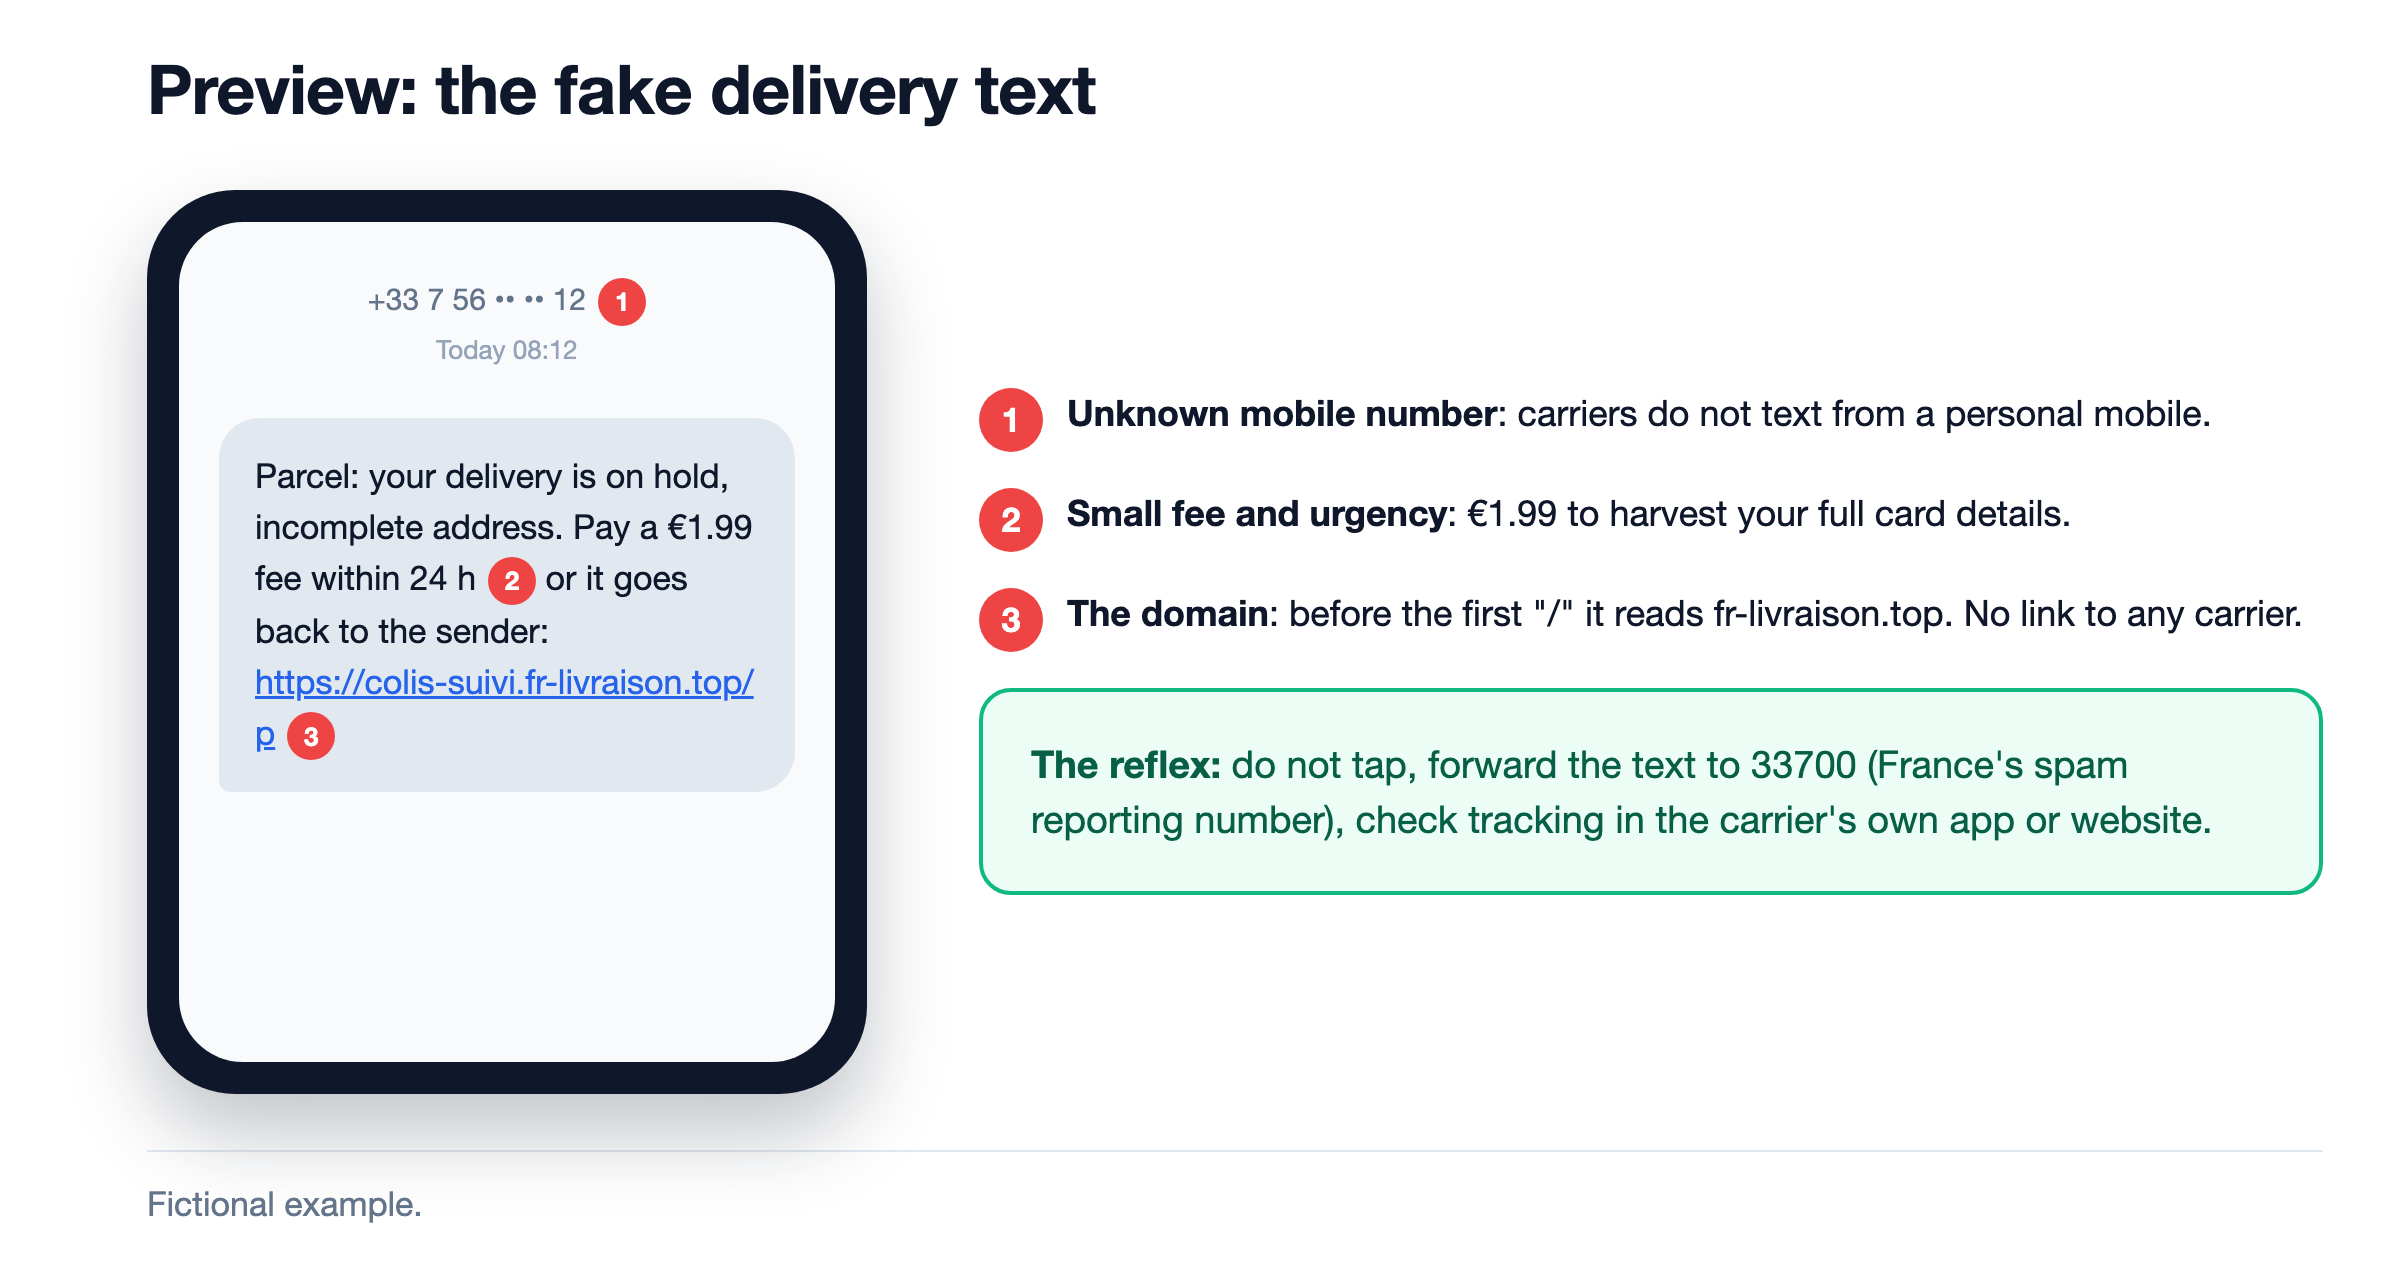 Preview: the fake delivery text
+33 7 56 •• •• 12 1
Today 08:12
Parcel: your delivery is on hold,
incomplete address. Pay a €1.99
fee within 24 h 2 or it goes
back to the sender:
https://colis-suivi.fr-livraison.top/
p 3
1 Unknown mobile number: carriers do not text from a personal mobile.
2 Small fee and urgency: €1.99 to harvest your full card details.
3 The domain: before the first "/" it reads fr-livraison.top. No link to any carrier.
The reflex: do not tap, forward the text to 33700 (France's spam
reporting number), check tracking in the carrier's own app or website.
Fictional example.